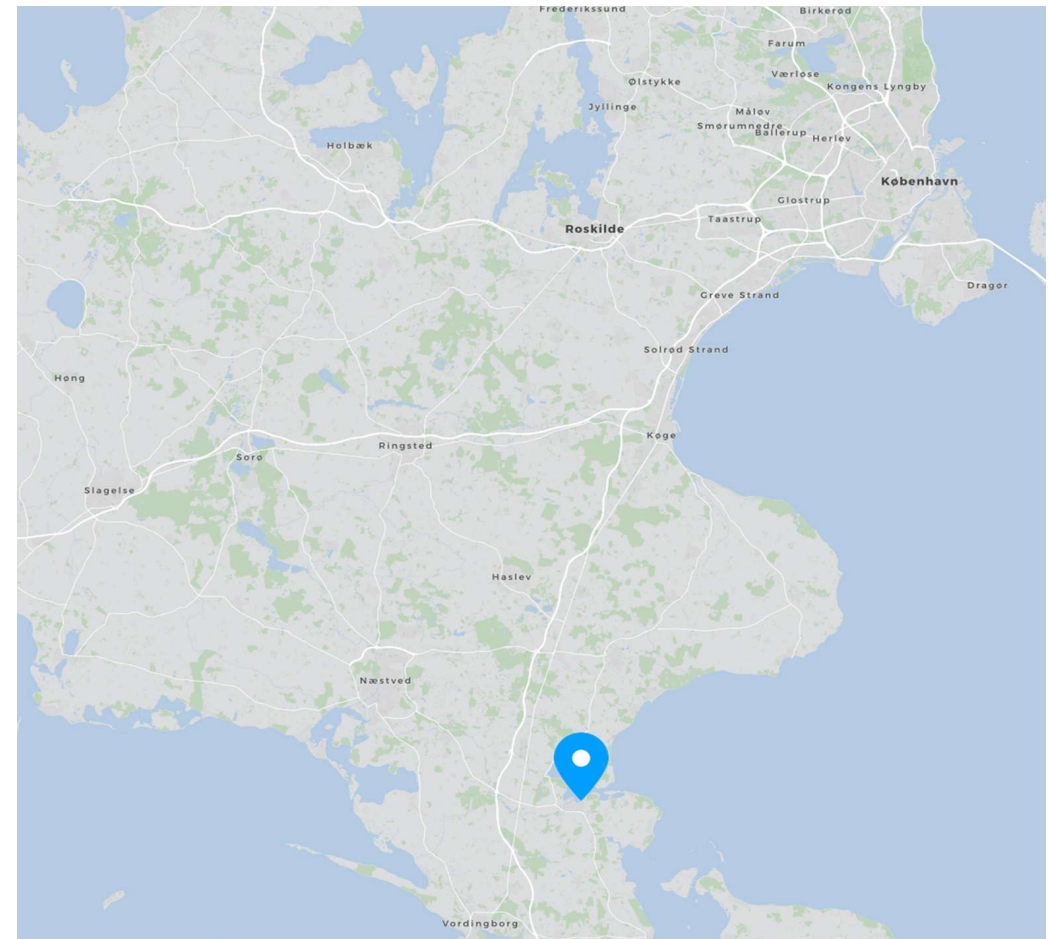 Frederikssund
Birkerød
Farum
Værløse
Ølstykke
Kongens Lyngby
Jyllinge
Måløv
Smørumnedre
Ballerup
Herlev
Holbæk
København
Glostrup
Taastrup
Roskilde
Dragør
Greve Strand
Solrød Strand
Høng
Køge
Ringsted
Sorø
Slagelse
Haslev
Næstved
Vordingborg